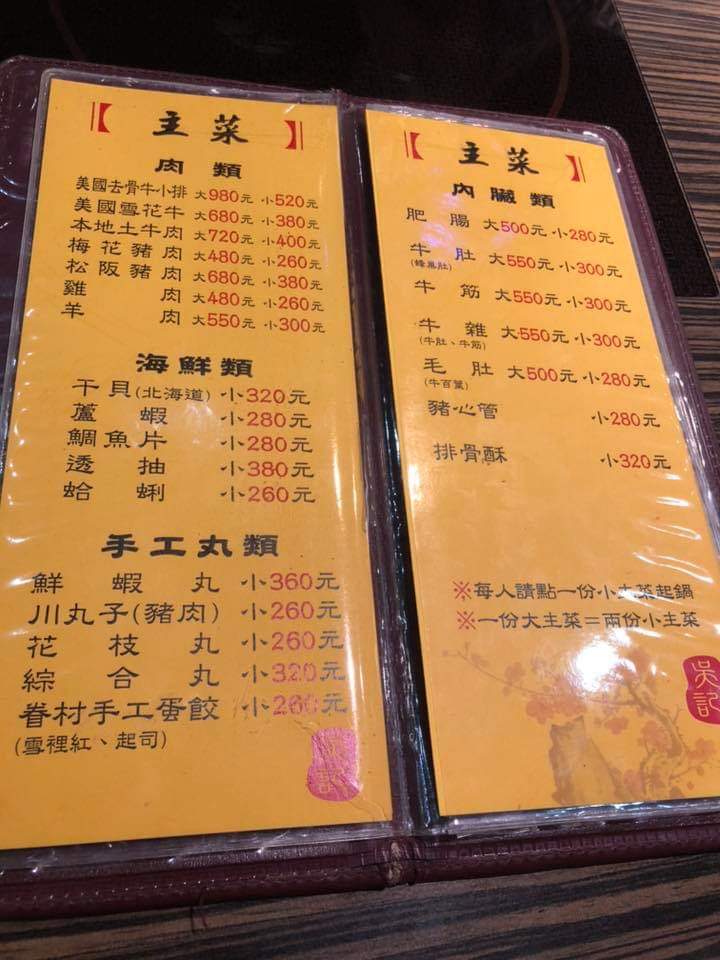 【主菜】
肉類
美國去骨牛小排 大980元 小520元
美國雪花牛 大680元 小380元
本地土牛肉 大720元 小400元
梅花豬肉 大480元 小260元
松阪豬肉 大680元 小380元
雞肉 大480元 小260元
羊肉 大550元 小300元
海鮮類
干貝(北海道) 小320元
蘆蝦 小280元
鯛魚片 小280元
透抽 小380元
蛤蜊 小260元
手工丸類
鮮蝦丸 小360元
川丸子(豬肉) 小260元
花枝丸 小260元
綜合丸 小320元
眷村手工蛋餃 小260元
(雪裡紅、起司)
【主菜】
內臟類
肥腸 大500元 小280元
牛肚 大550元 小300元
(蜂巢肚)
牛筋 大550元 小300元
牛雜 大550元 小300元
(牛肚、牛筋)
毛肚 大500元 小280元
(牛百葉)
豬心管 小280元
排骨酥 小320元
※每人請點一份小主菜起鍋
※一份大主菜=兩份小主菜
吳記